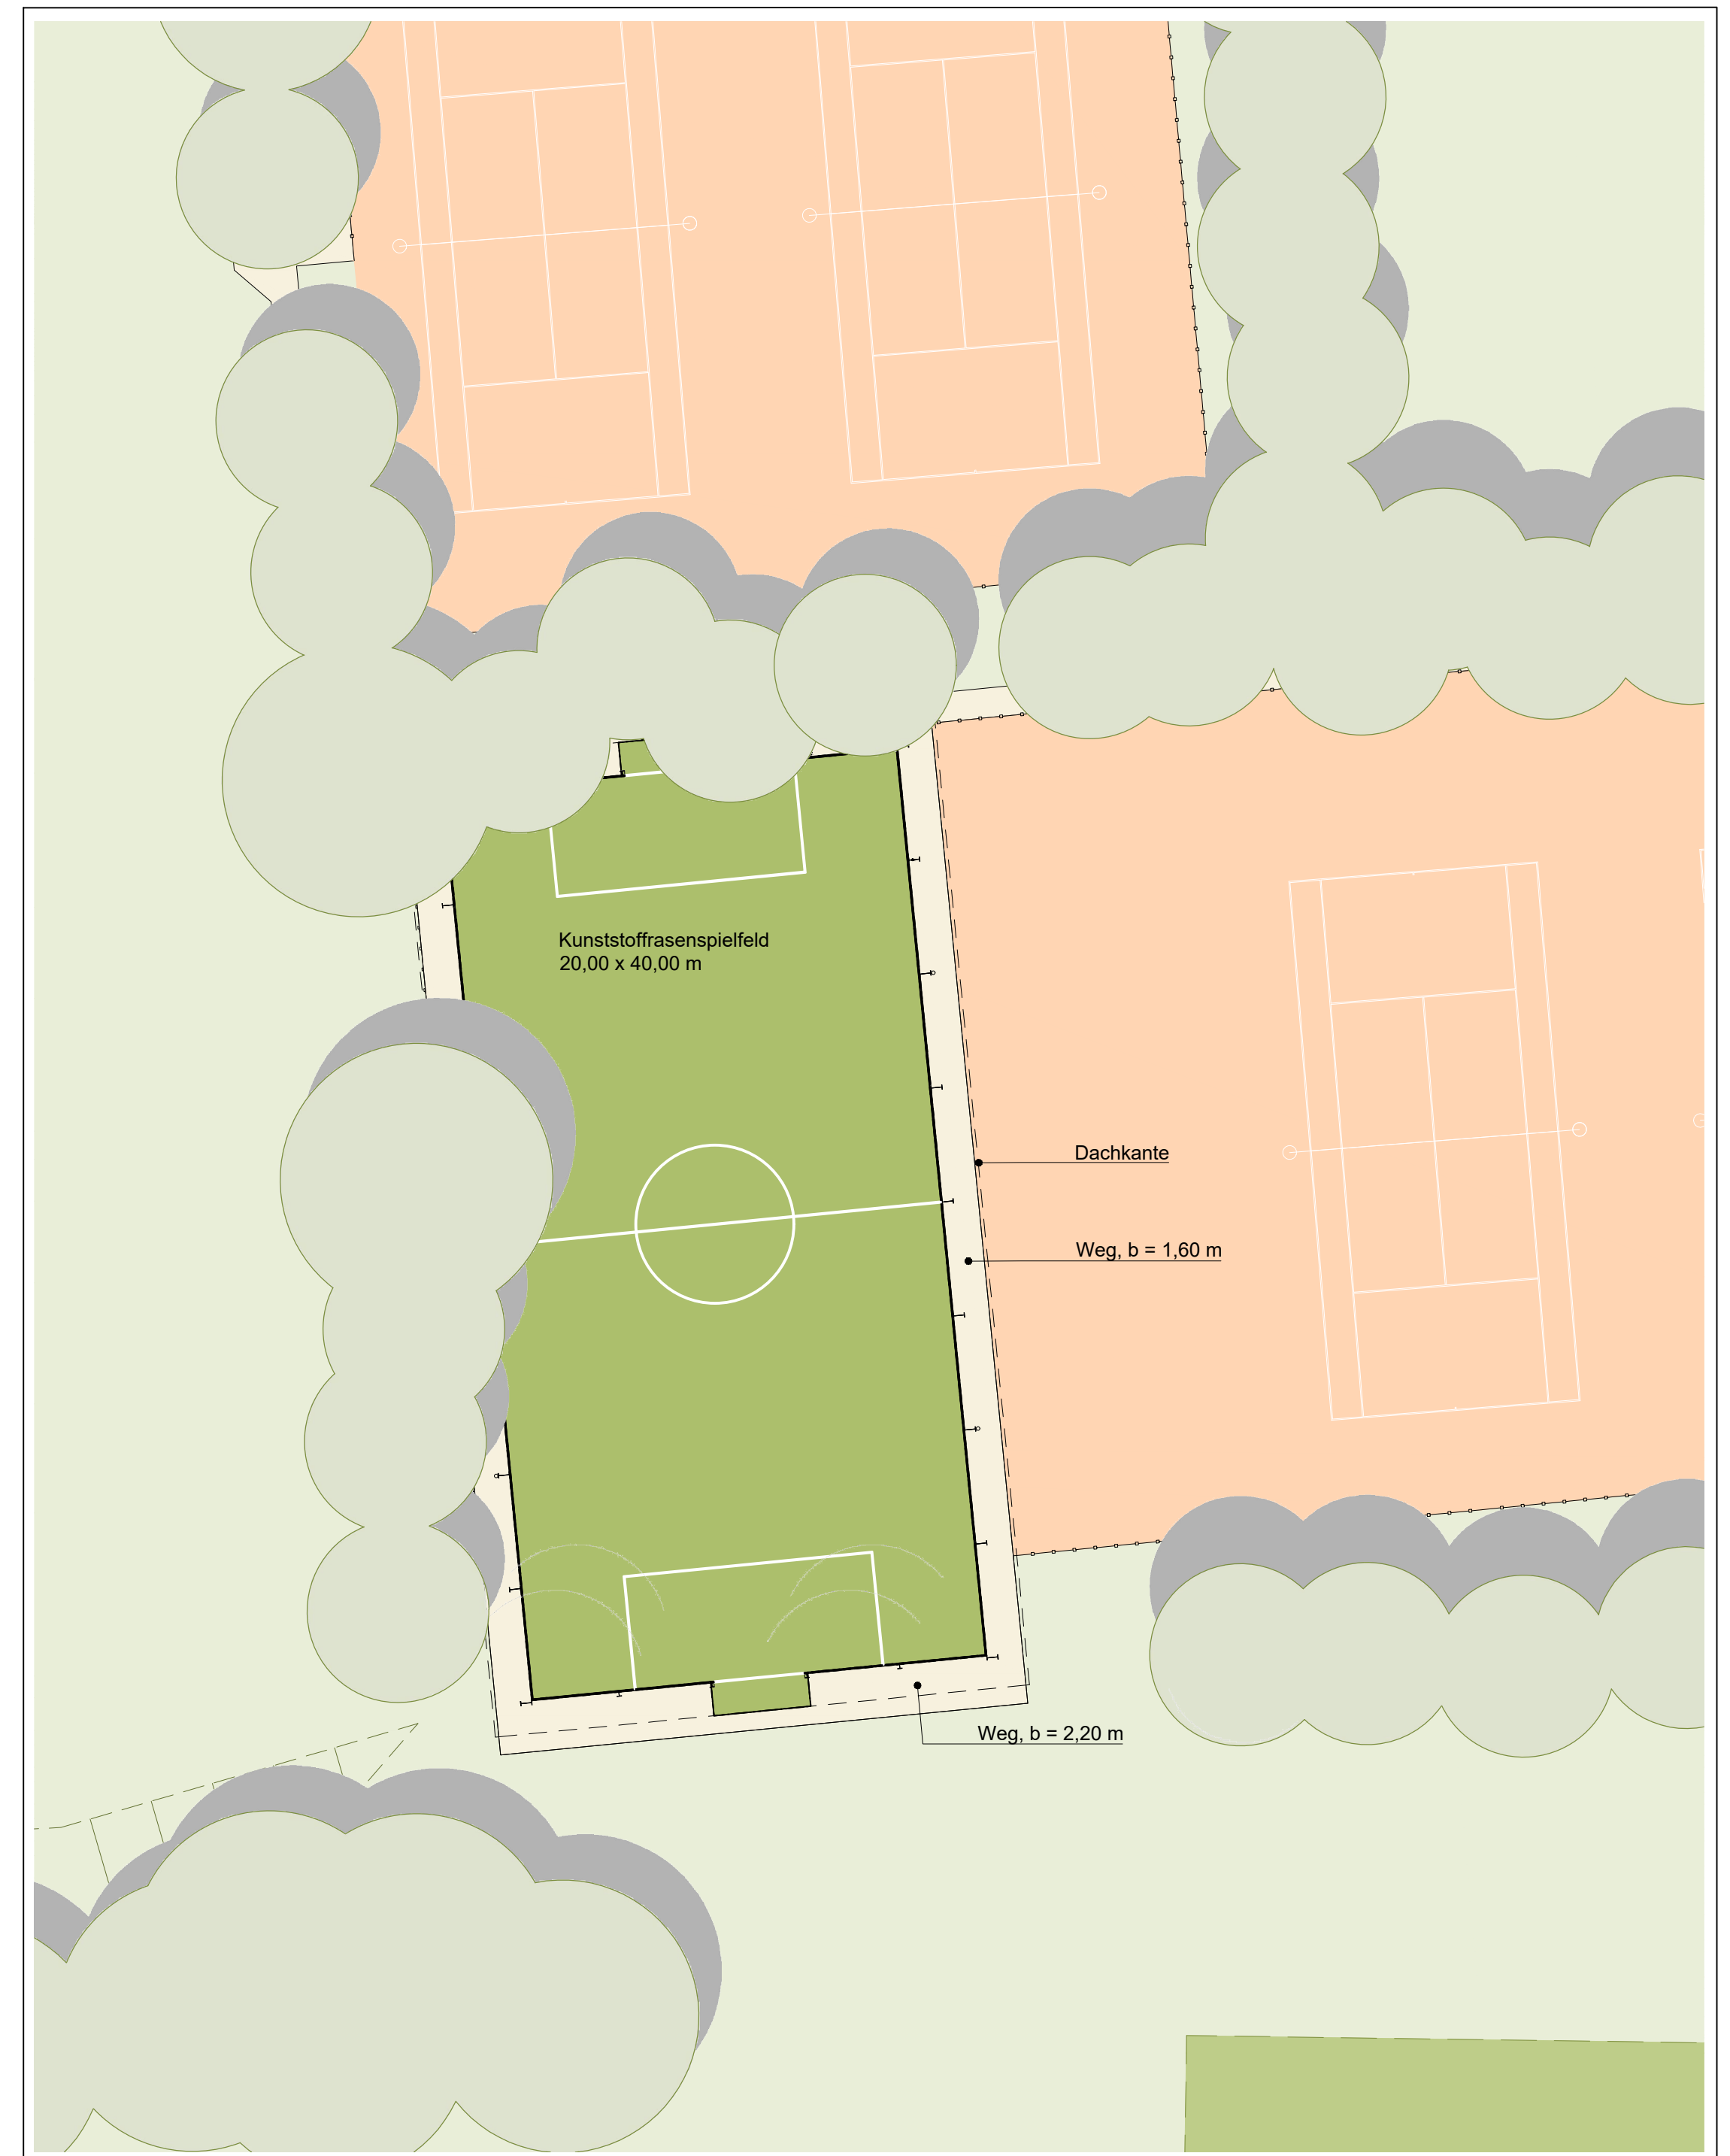 Kunststoffrasenspielfeld
20,00 x 40,00 m
Dachkante
Weg, b = 1,60 m
Weg, b = 2,20 m